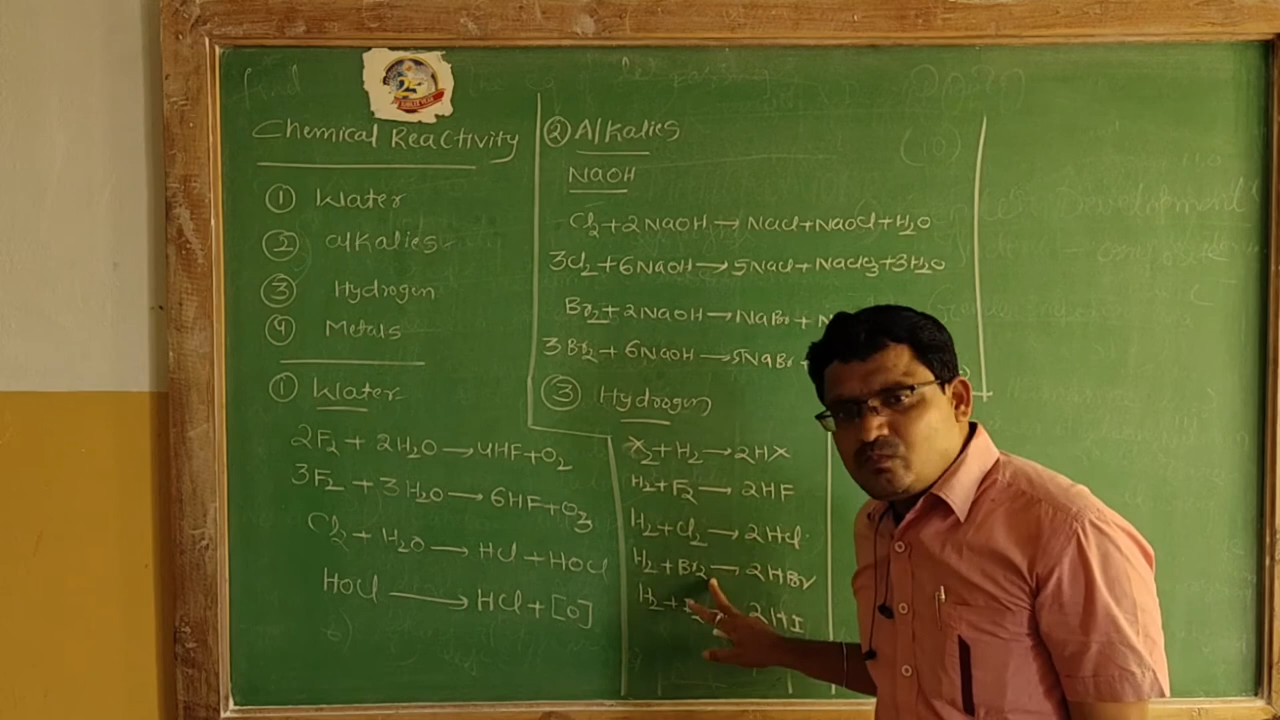 Chemical Reactivity
① Water
② alkalies
③ Hydrogen
④ Metals
① Water
2F₂ + 2H₂O → 4HF + O₂
3F₂ + 3H₂O → 6HF + O₃
Cl₂ + H₂O → HCl + HOCl
HOCl → HCl + [O]
② Alkalies
NaOH
Cl₂ + 2NaOH → NaCl + NaOCl + H₂O
3Cl₂ + 6NaOH → 5NaCl + NaClO₃ + 3H₂O
Br₂ + 2NaOH → NaBr + N
3Br₂ + 6NaOH → 5NaBr +
③ Hydrogen
X₂ + H₂ → 2HX
H₂ + F₂ → 2HF
H₂ + Cl₂ → 2HCl
H₂ + Br₂ → 2HBr
H₂ + 2HI
(10)
Development